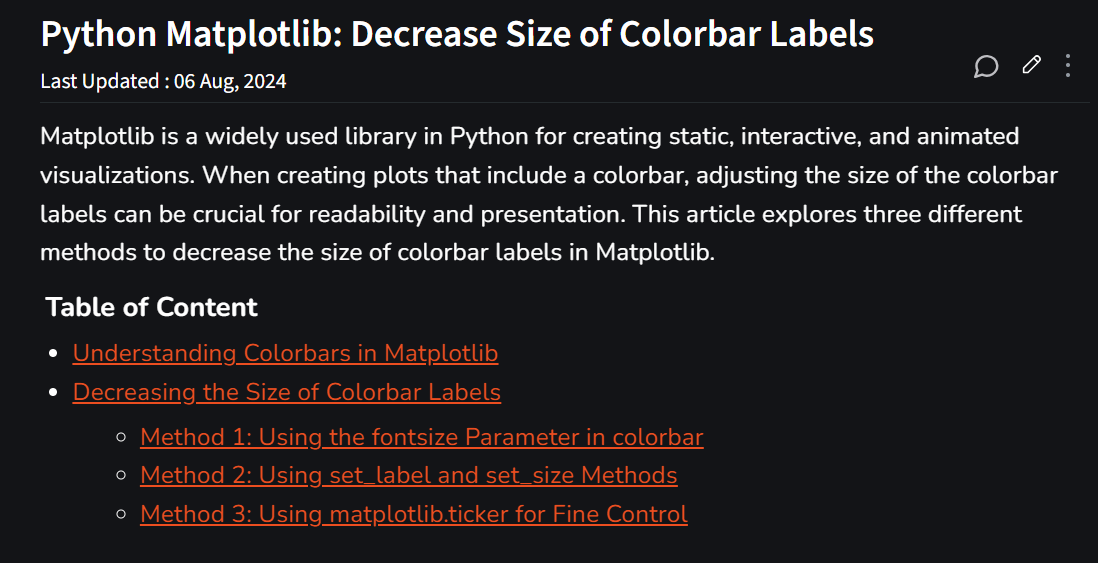 Python Matplotlib: Decrease Size of Colorbar Labels
Last Updated : 06 Aug, 2024
Matplotlib is a widely used library in Python for creating static, interactive, and animated
visualizations. When creating plots that include a colorbar, adjusting the size of the colorbar
labels can be crucial for readability and presentation. This article explores three different
methods to decrease the size of colorbar labels in Matplotlib.
Table of Content
Understanding Colorbars in Matplotlib
Decreasing the Size of Colorbar Labels
Method 1: Using the fontsize Parameter in colorbar
Method 2: Using set_label and set_size Methods
Method 3: Using matplotlib.ticker for Fine Control